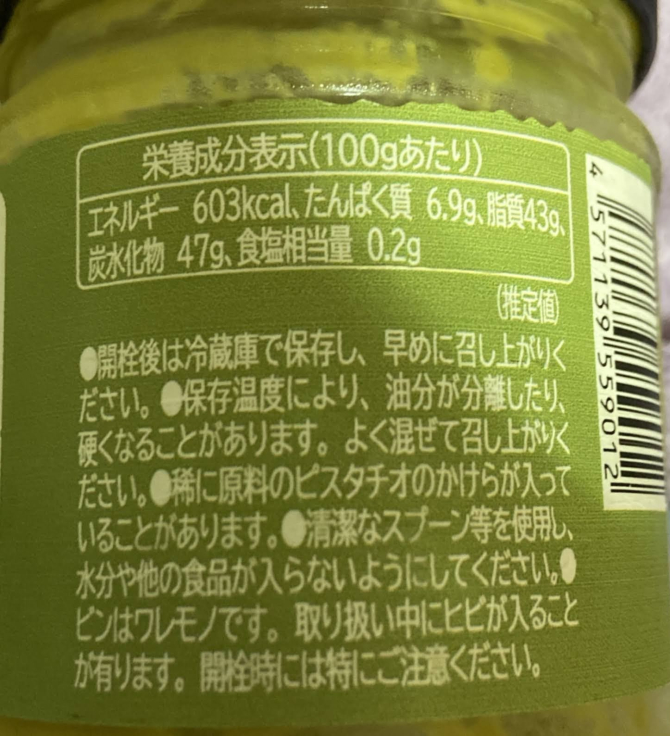 栄養成分表示(100gあたり)
エネルギー 603kcal、たんぱく質 6.9g、脂質43g、
炭水化物 47g、食塩相当量 0.2g
(推定値)
●開栓後は冷蔵庫で保存し、早めに召し上がりく
ださい。●保存温度により、油分が分離したり、
硬くなることがあります。よく混ぜて召し上がりく
ださい。●稀に原料のピスタチオのかけらが入って
いることがあります。●清潔なスプーン等を使用し、
水分や他の食品が入らないようにしてください。●
ビンはワレモノです。取り扱い中にヒビが入ること
が有ります。開栓時には特にご注意ください。
4 571139 559012